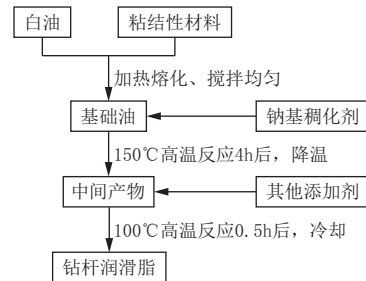 白油
粘结性材料
加热熔化、搅拌均匀
基础油
钠基稠化剂
150℃高温反应4h后，降温
中间产物
其他添加剂
100℃高温反应0.5h后，冷却
钻杆润滑脂